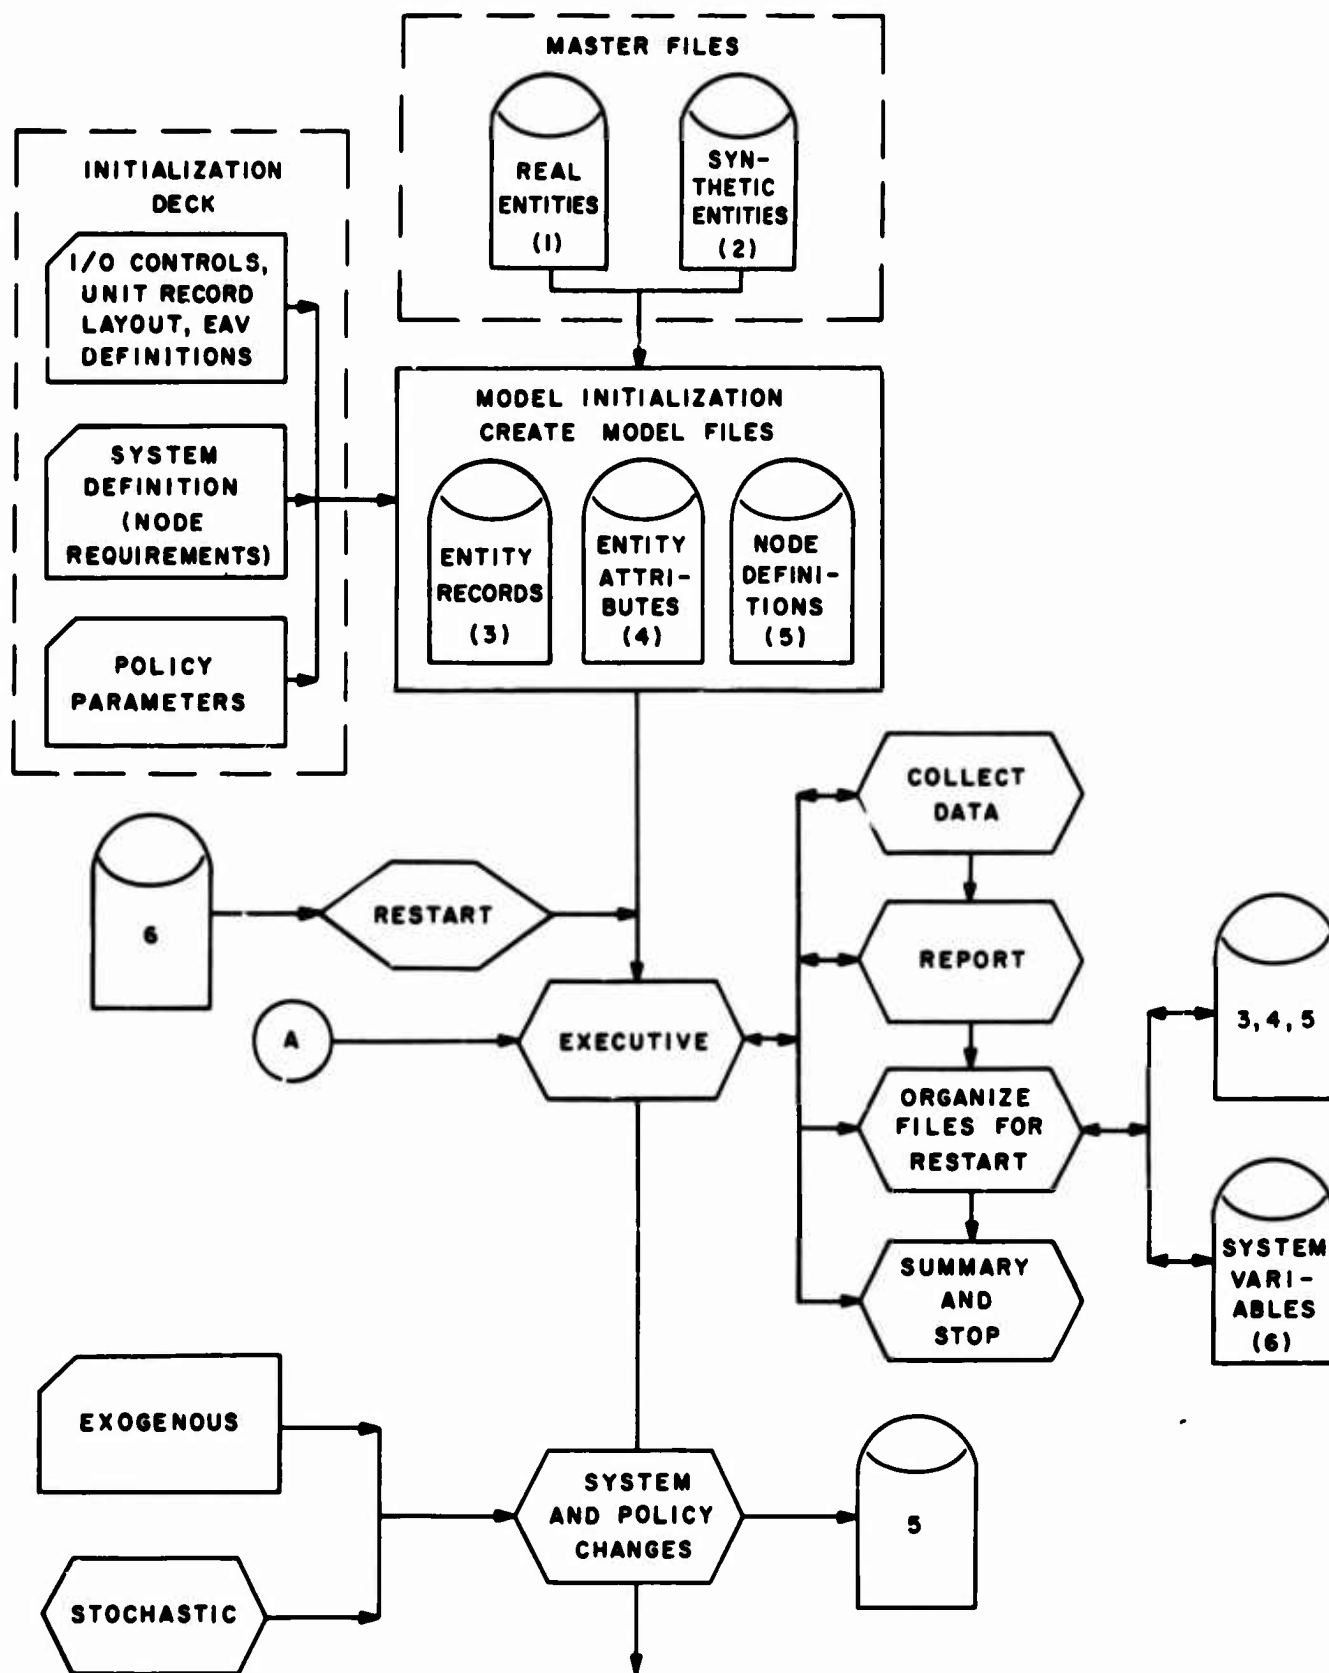 MASTER FILES
REAL
ENTITIES
(1)
SYN-
THETIC
ENTITIES
(2)
INITIALIZATION
DECK
I/O CONTROLS,
UNIT RECORD
LAYOUT, EAV
DEFINITIONS
SYSTEM
DEFINITION
(NODE
REQUIREMENTS)
POLICY
PARAMETERS
MODEL INITIALIZATION
CREATE MODEL FILES
ENTITY
RECORDS
(3)
ENTITY
ATTRI-
BUTES
(4)
NODE
DEFINI-
TIONS
(5)
6
RESTART
A
EXECUTIVE
COLLECT
DATA
REPORT
ORGANIZE
FILES FOR
RESTART
SUMMARY
AND
STOP
3, 4, 5
SYSTEM
VARI-
ABLES
(6)
EXOGENOUS
STOCHASTIC
SYSTEM
AND POLICY
CHANGES
5